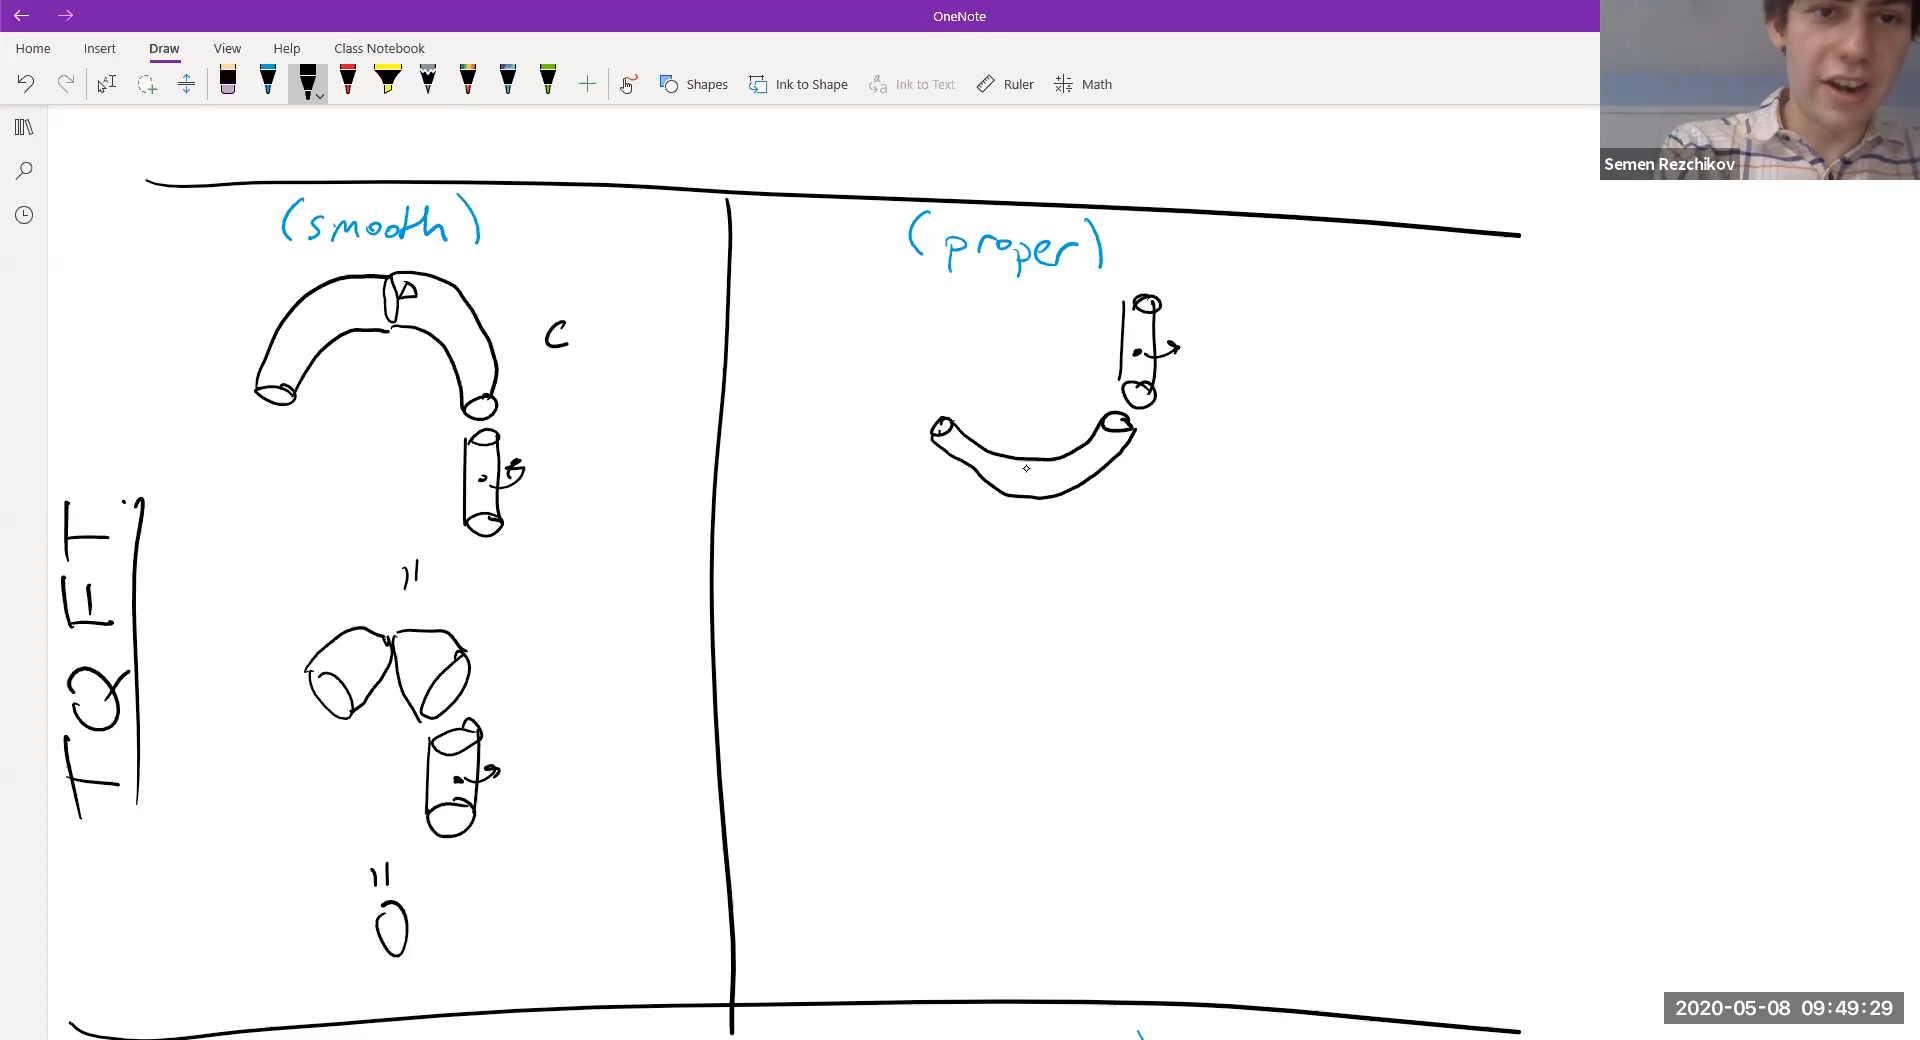 OneNote
Home Insert Draw View Help Class Notebook
Shapes Ink to Shape Ink to Text Ruler Math
Semen Rezchikov
(smooth)
(proper)
C
TQFT
=
=
0
2020-05-08 09:49:29